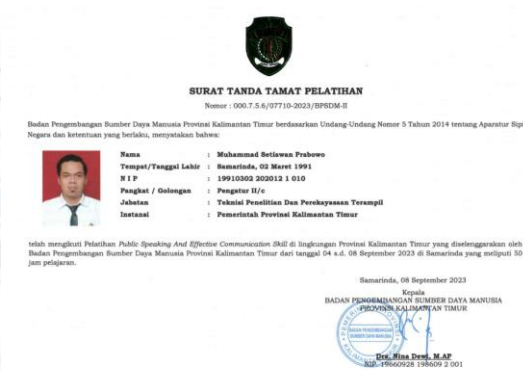 SURAT TANDA TAMAT PELATIHAN
Nomor : 000.7.5.6/07710-2023/BPSDM-II
Badan Pengembangan Sumber Daya Manusia Provinsi Kalimantan Timur berdasarkan Undang-Undang Nomor 5 Tahun 2014 tentang Aparatur Sipi
Negara dan ketentuan yang berlaku, menyatakan bahwa:
Nama : Muhammad Setiawan Prabowo
Tempat/Tanggal Lahir : Samarinda, 02 Maret 1991
N I P : 19910302 202012 1 010
Pangkat / Golongan : Pengatur II/c
Jabatan : Teknisi Penelitian Dan Perekayasaan Terampil
Instansi : Pemerintah Provinsi Kalimantan Timur
telah mengikuti Pelatihan Public Speaking And Effective Communication Skill di lingkungan Provinsi Kalimantan Timur yang diselenggarakan oleh
Badan Pengembangan Sumber Daya Manusia Provinsi Kalimantan Timur dari tanggal 04 s.d. 08 September 2023 di Samarinda yang meliputi 50
jam pelajaran.
Samarinda, 08 September 2023
Kepala
BADAN PENGEMBANGAN SUMBER DAYA MANUSIA
PROVINSI KALIMANTAN TIMUR
BADAN PENGEMBANGAN
SUMBER DAYA MANUSIA
Dra. Nina Dewi, M.AP
NIP. 19660928 198609 2 001